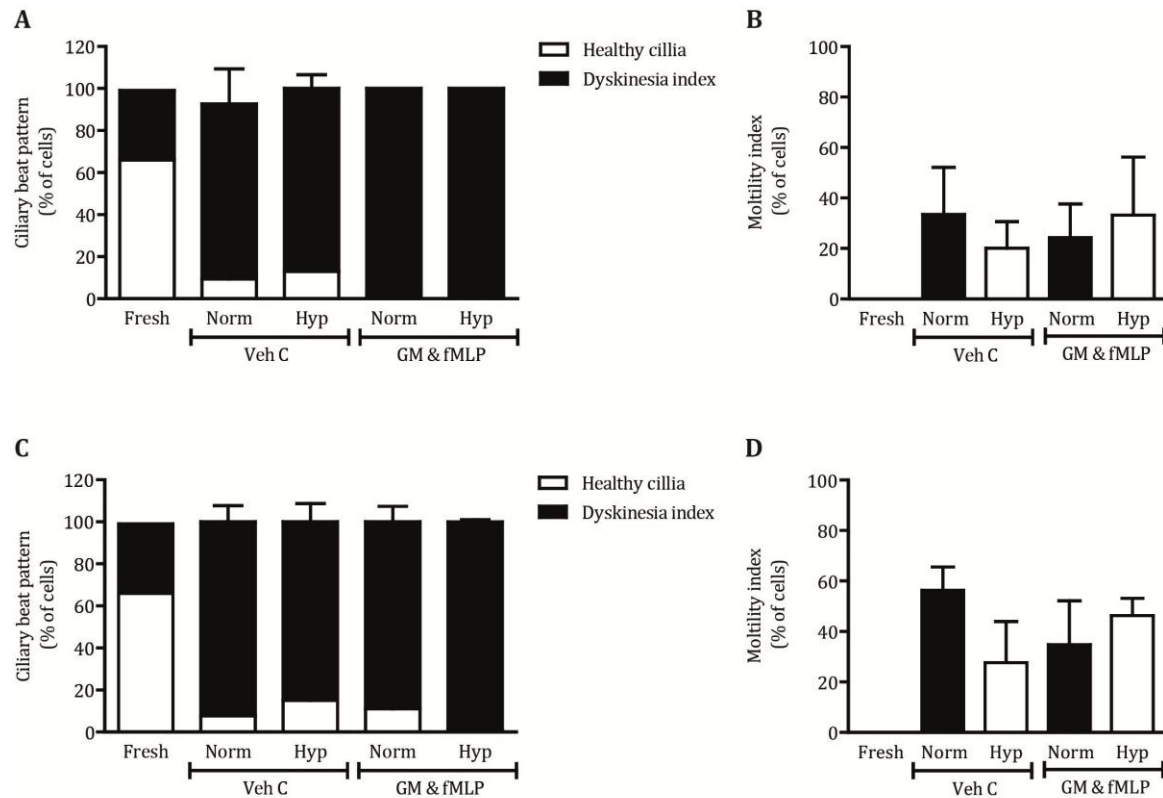 A
Ciliary beat pattern
(% of cells)
120
100
80
60
40
20
0
Fresh Norm Hyp Norm Hyp
Veh C GM & fMLP
Healthy cillia
Dyskinesia index
B
Moltility index
(% of cells)
100
80
60
40
20
0
Fresh Norm Hyp Norm Hyp
Veh C GM & fMLP
C
Ciliary beat pattern
(% of cells)
120
100
80
60
40
20
0
Fresh Norm Hyp Norm Hyp
Veh C GM & fMLP
Healthy cillia
Dyskinesia index
D
Moltility index
(% of cells)
100
80
60
40
20
0
Fresh Norm Hyp Norm Hyp
Veh C GM & fMLP